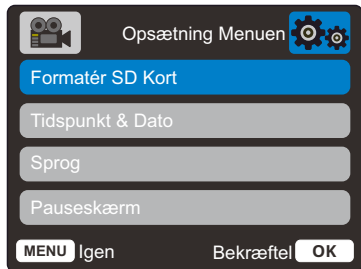 Opsætning Menuen
Formatér SD Kort
Tidspunkt & Dato
Sprog
Pauseskærm
MENU Igen Bekræftel OK